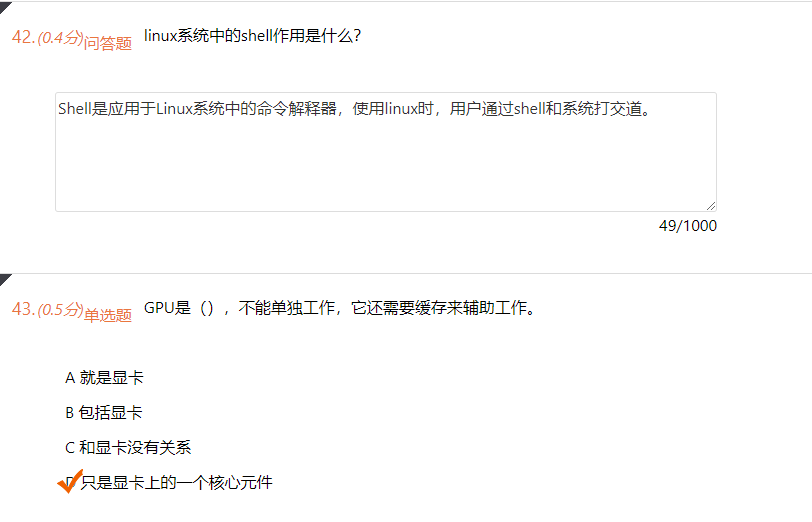 42.(0.4分)问答题 linux系统中的shell作用是什么？
Shell是应用于Linux系统中的命令解释器，使用linux时，用户通过shell和系统打交道。
49/1000
43.(0.5分)单选题 GPU是（），不能单独工作，它还需要缓存来辅助工作。
A 就是显卡
B 包括显卡
C 和显卡没有关系
D 只是显卡上的一个核心元件